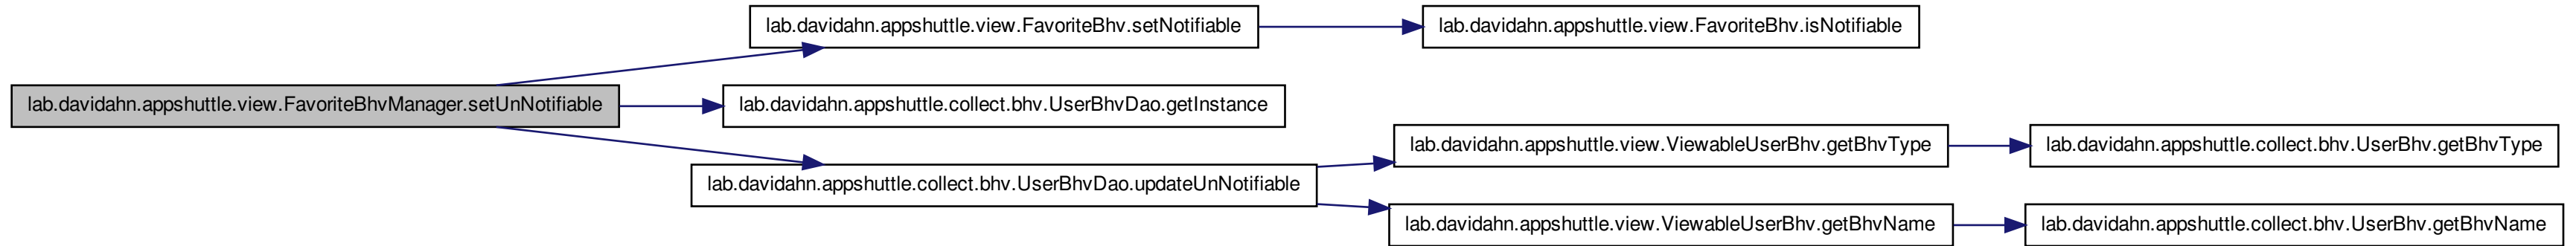 lab.davidahn.appshuttle.view.FavoriteBhv.setNotifiable
lab.davidahn.appshuttle.view.FavoriteBhv.isNotifiable
lab.davidahn.appshuttle.view.FavoriteBhvManager.setUnNotifiable
lab.davidahn.appshuttle.collect.bhv.UserBhvDao.getInstance
lab.davidahn.appshuttle.view.ViewableUserBhv.getBhvType
lab.davidahn.appshuttle.collect.bhv.UserBhv.getBhvType
lab.davidahn.appshuttle.collect.bhv.UserBhvDao.updateUnNotifiable
lab.davidahn.appshuttle.view.ViewableUserBhv.getBhvName
lab.davidahn.appshuttle.collect.bhv.UserBhv.getBhvName